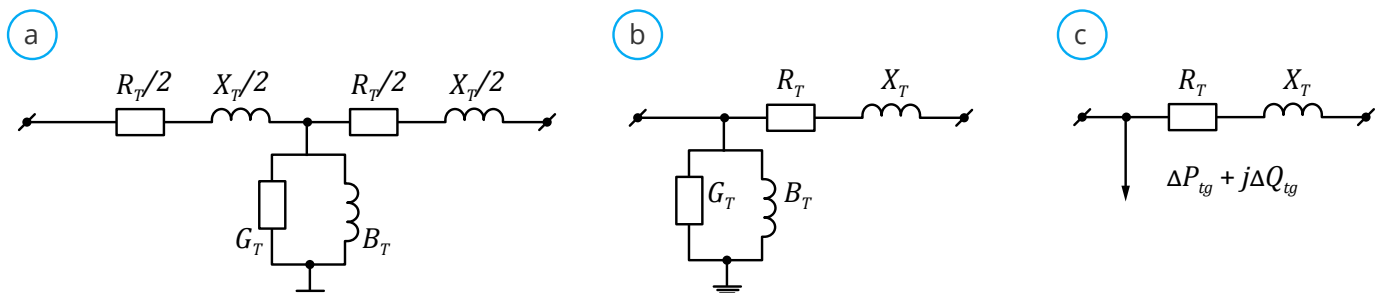 a
R_T/2 X_T/2 R_T/2 X_T/2
G_T B_T
b
R_T X_T
G_T B_T
c
R_T X_T
ΔP_tg + jΔQ_tg